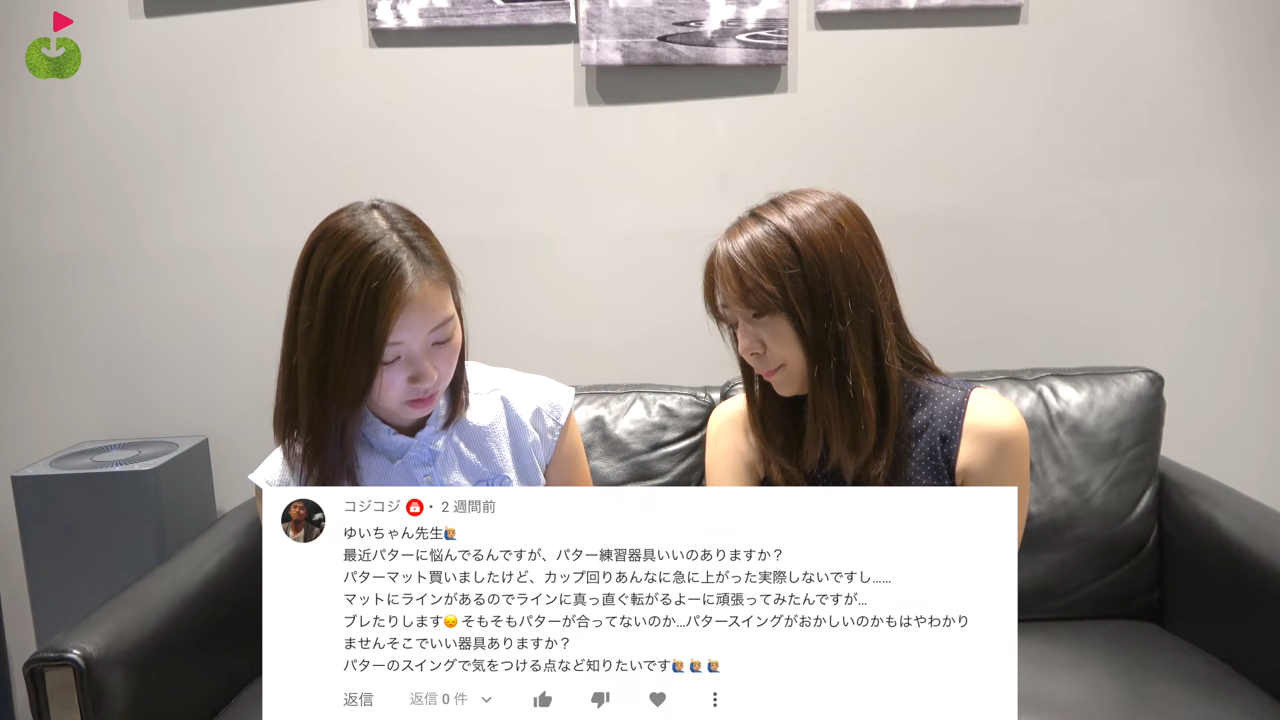 コジコジ ・ 2 週間前
ゆいちゃん先生🙋🏼
最近パターに悩んでるんですが、パター練習器具いいのありますか？
パターマット買いましたけど、カップ回りあんなに急に上がった実際しないですし......
マットにラインがあるのでラインに真っ直ぐ転がるよーに頑張ってみたんですが...
ブレたりします😞 そもそもパターが合ってないのか...パタースイングがおかしいのかもはやわかり
ませんそこでいい器具ありますか？
パターのスイングで気をつける点など知りたいです🙋🏼🙋🏼🙋🏼
返信 返信 0 件